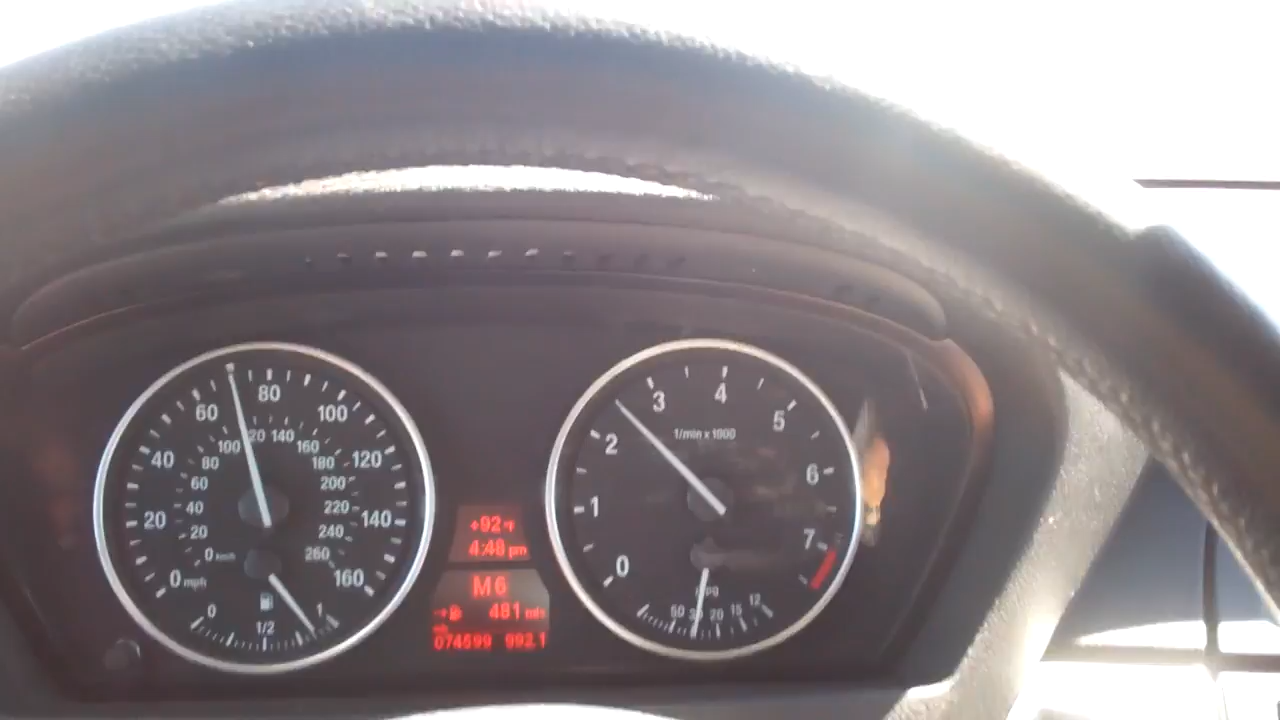 0 mph 20 40 60 80 100 120 140 160
0 km/h 20 40 60 80 100 120 140 160 180 200 220 240 260
0 1/2 1
+92 °F
4:48 pm
M6
481 mls
074599 992.1
0 1 2 3 4 5 6 7
1/min x 1000
MPG
50 30 20 15 12